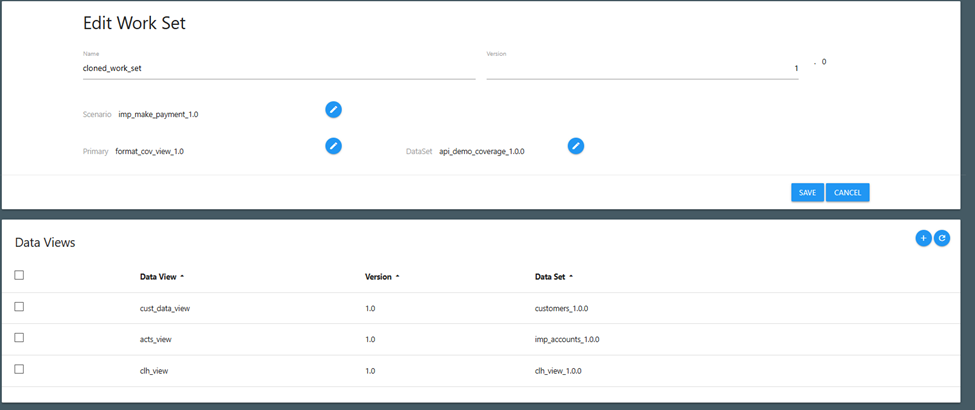 Edit Work Set
Name Version
cloned_work_set 1 . 0
Scenario imp_make_payment_1.0
Primary format_cov_view_1.0 DataSet api_demo_coverage_1.0.0
SAVE CANCEL
Data Views
Data View Version Data Set
cust_data_view 1.0 customers_1.0.0
acts_view 1.0 imp_accounts_1.0.0
clh_view 1.0 clh_view_1.0.0